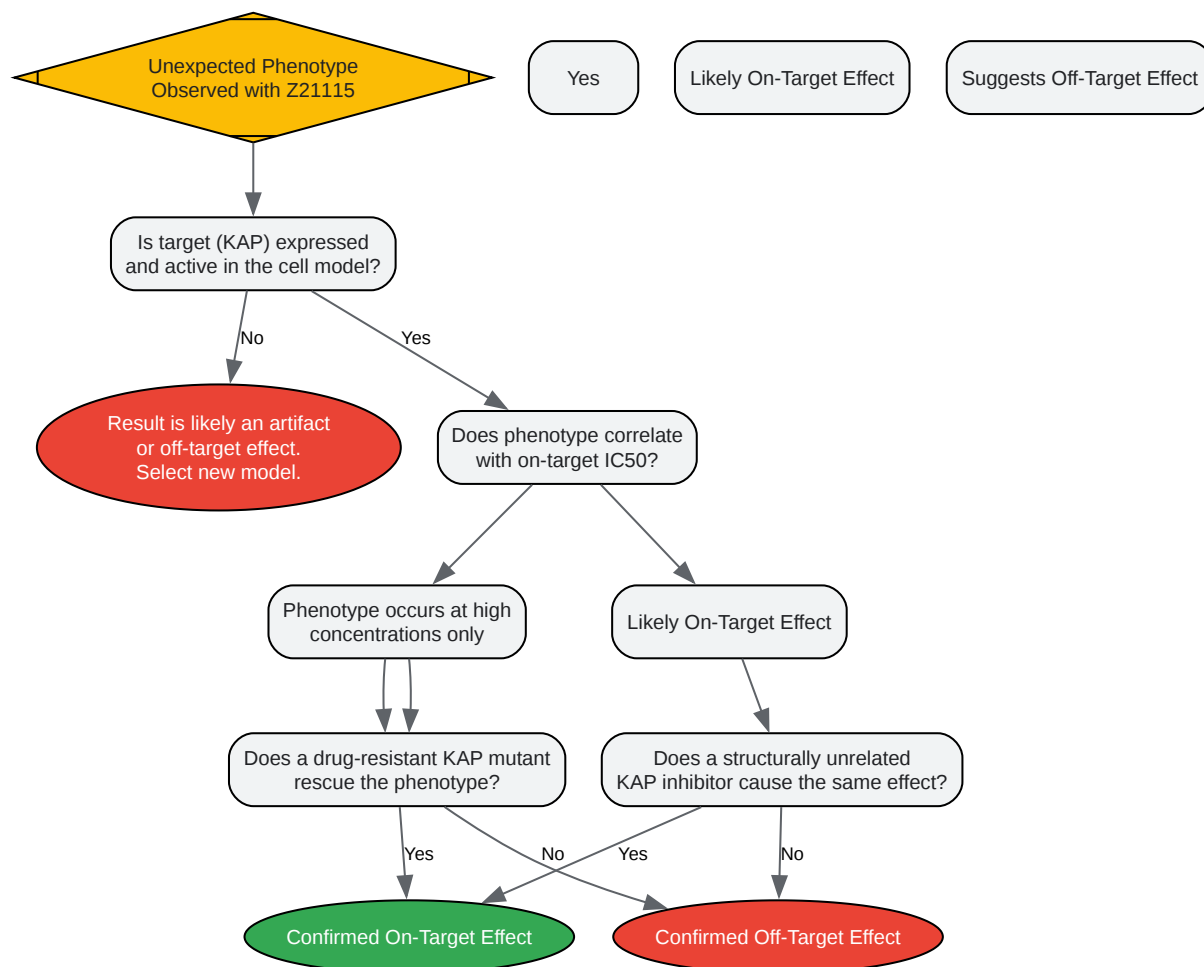 Unexpected Phenotype
Observed with Z21115
Yes
Likely On-Target Effect
Suggests Off-Target Effect
Is target (KAP) expressed
and active in the cell model?
No
Yes
Result is likely an artifact
or off-target effect.
Select new model.
Does phenotype correlate
with on-target IC50?
Phenotype occurs at high
concentrations only
Likely On-Target Effect
Does a drug-resistant KAP mutant
rescue the phenotype?
Does a structurally unrelated
KAP inhibitor cause the same effect?
Yes
No
Yes
No
Confirmed On-Target Effect
Confirmed Off-Target Effect